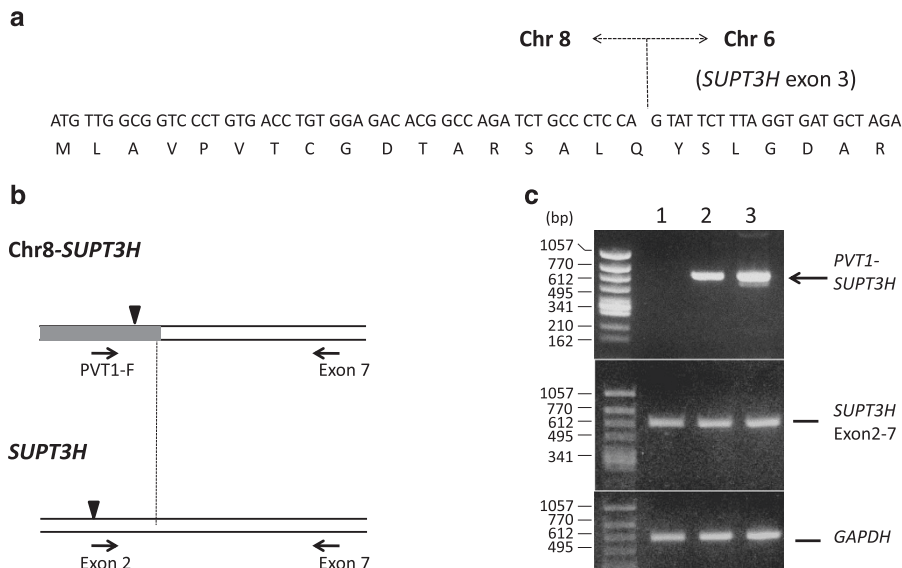 a
Chr 8 Chr 6
(SUPT3H exon 3)
ATG TTG GCG GTC CCT GTG ACC TGT GGA GAC ACG GCC AGA TCT GCC CTC CA G TAT TCT TTA GGT GAT GCT AGA
M L A V P V T C G D T A R S A L Q Y S L G D A R
b
Chr8-SUPT3H
PVT1-F Exon 7
SUPT3H
Exon 2 Exon 7
c
(bp) 1 2 3
1057
770
612
495
341
210
162
PVT1-
SUPT3H
1057
770
612
495
341
SUPT3H
Exon2-7
1057
770
612
495
GAPDH